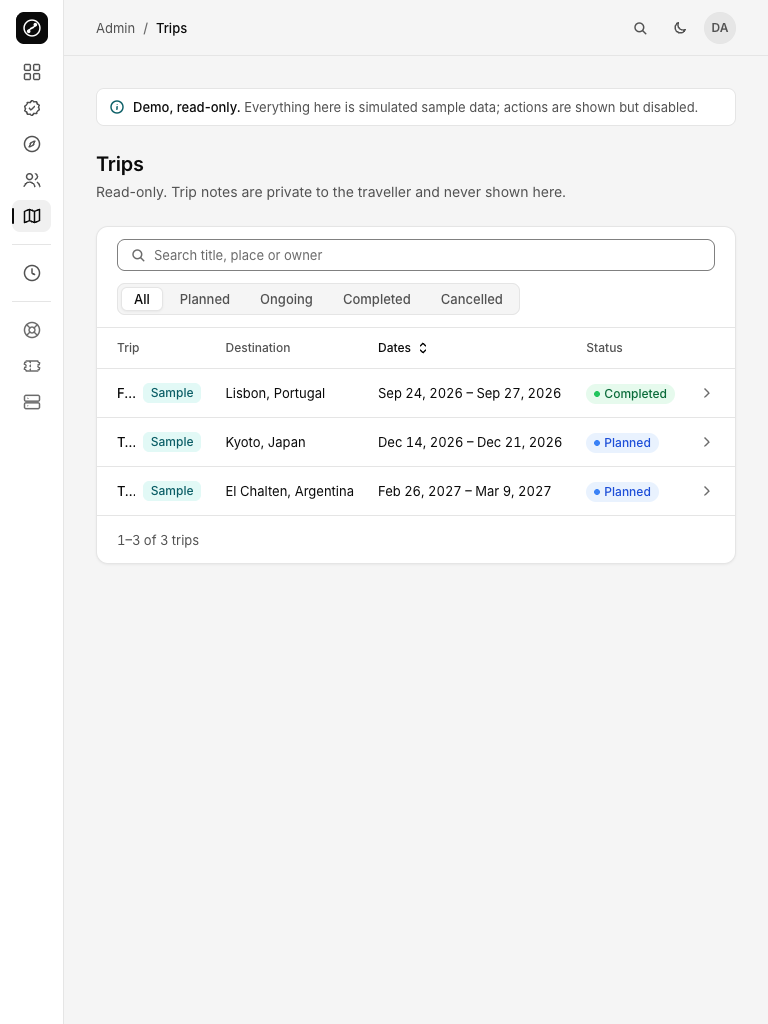 Admin / Trips
DA
Demo, read-only. Everything here is simulated sample data; actions are shown but disabled.
Trips
Read-only. Trip notes are private to the traveller and never shown here.
Search title, place or owner
All Planned Ongoing Completed Cancelled
Trip Destination Dates Status
F... Sample Lisbon, Portugal Sep 24, 2026 – Sep 27, 2026 Completed
T... Sample Kyoto, Japan Dec 14, 2026 – Dec 21, 2026 Planned
T... Sample El Chalten, Argentina Feb 26, 2027 – Mar 9, 2027 Planned
1–3 of 3 trips